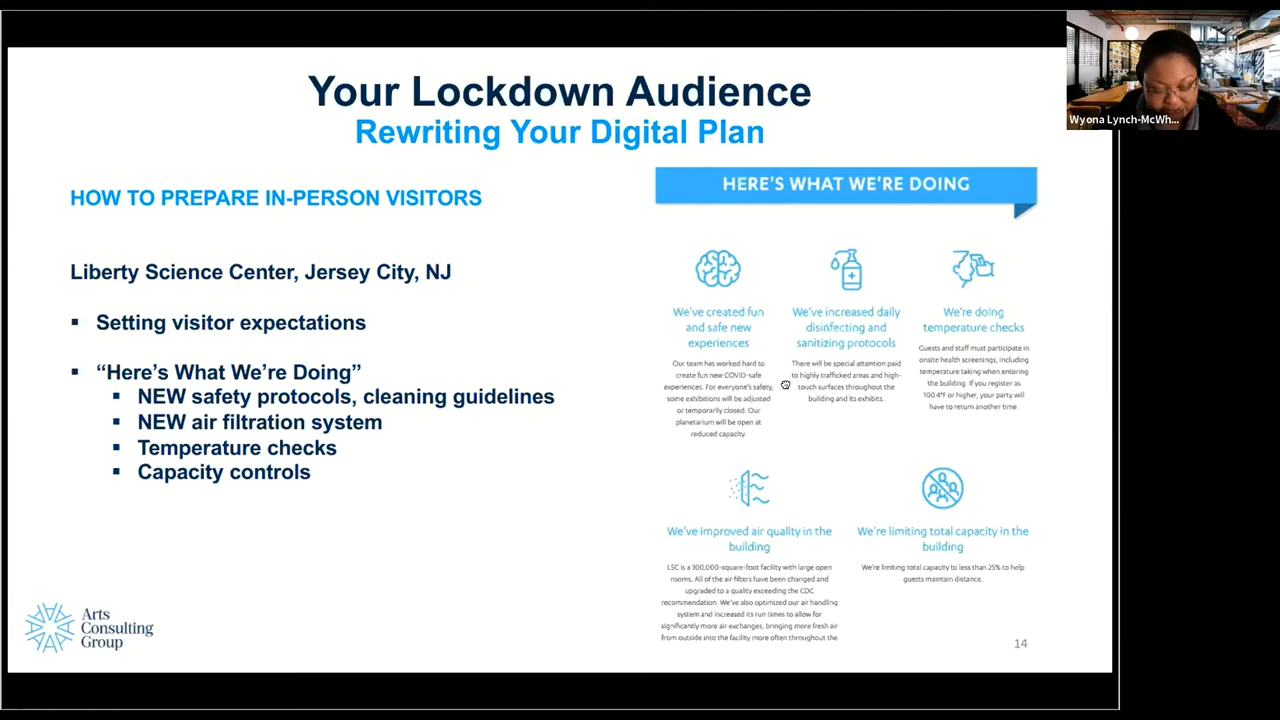 Your Lockdown Audience
Rewriting Your Digital Plan
HOW TO PREPARE IN-PERSON VISITORS
Liberty Science Center, Jersey City, NJ
▪ Setting visitor expectations
▪ “Here’s What We’re Doing”
▪ NEW safety protocols, cleaning guidelines
▪ NEW air filtration system
▪ Temperature checks
▪ Capacity controls
HERE'S WHAT WE'RE DOING
We've created fun
and safe new
experiences
Our team has worked hard to
create fun new COVID-safe
experiences. For everyone's safety,
some exhibitions will be adjusted
or temporarily closed. Our
planetarium will be open at
reduced capacity.
We've increased daily
disinfecting and
sanitizing protocols
There will be special attention paid
to highly trafficked areas and high-
touch surfaces throughout the
building and its exhibits.
We're doing
temperature checks
Guests and staff must participate in
onsite health screenings, including
temperature taking when entering
the building. If you register as
100.4°F or higher, your party will
have to return another time.
We've improved air quality in the
building
LSC is a 300,000-square-foot facility with large open
rooms. All of the air filters have been changed and
upgraded to a quality exceeding the CDC
recommendation. We've also optimized our air handling
system and increased its run times to allow for
significantly more air exchanges, bringing more fresh air
from outside into the facility more often throughout the
We're limiting total capacity in the
building
We're limiting total capacity to less than 25% to help
guests maintain distance.
Arts
Consulting
Group
14
Wyona Lynch-McWh...